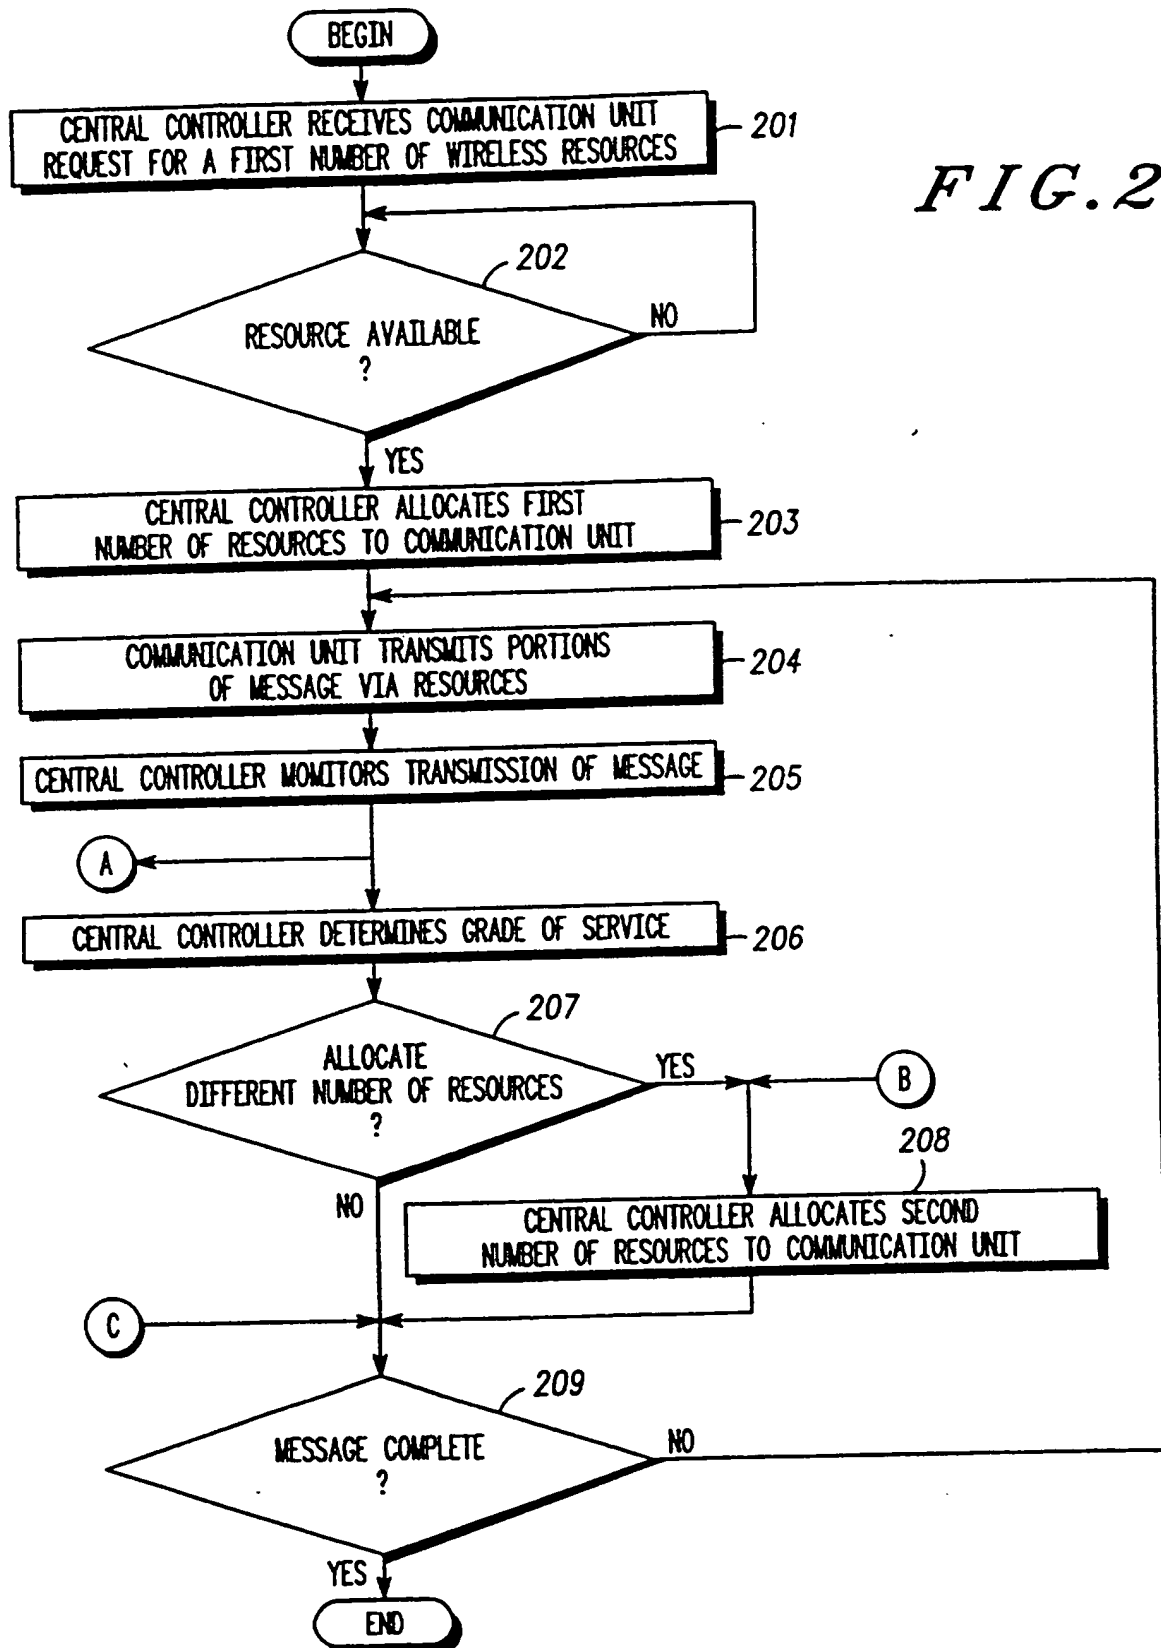 BEGIN
CENTRAL CONTROLLER RECEIVES COMMUNICATION UNIT
REQUEST FOR A FIRST NUMBER OF WIRELESS RESOURCES
201
FIG.2
202
RESOURCE AVAILABLE
?
NO
YES
CENTRAL CONTROLLER ALLOCATES FIRST
NUMBER OF RESOURCES TO COMMUNICATION UNIT
203
COMMUNICATION UNIT TRANSMITS PORTIONS
OF MESSAGE VIA RESOURCES
204
CENTRAL CONTROLLER MOMITORS TRANSMISSION OF MESSAGE
205
A
CENTRAL CONTROLLER DETERMINES GRADE OF SERVICE
206
207
ALLOCATE
DIFFERENT NUMBER OF RESOURCES
?
YES
B
NO
208
CENTRAL CONTROLLER ALLOCATES SECOND
NUMBER OF RESOURCES TO COMMUNICATION UNIT
C
209
MESSAGE COMPLETE
?
NO
YES
END